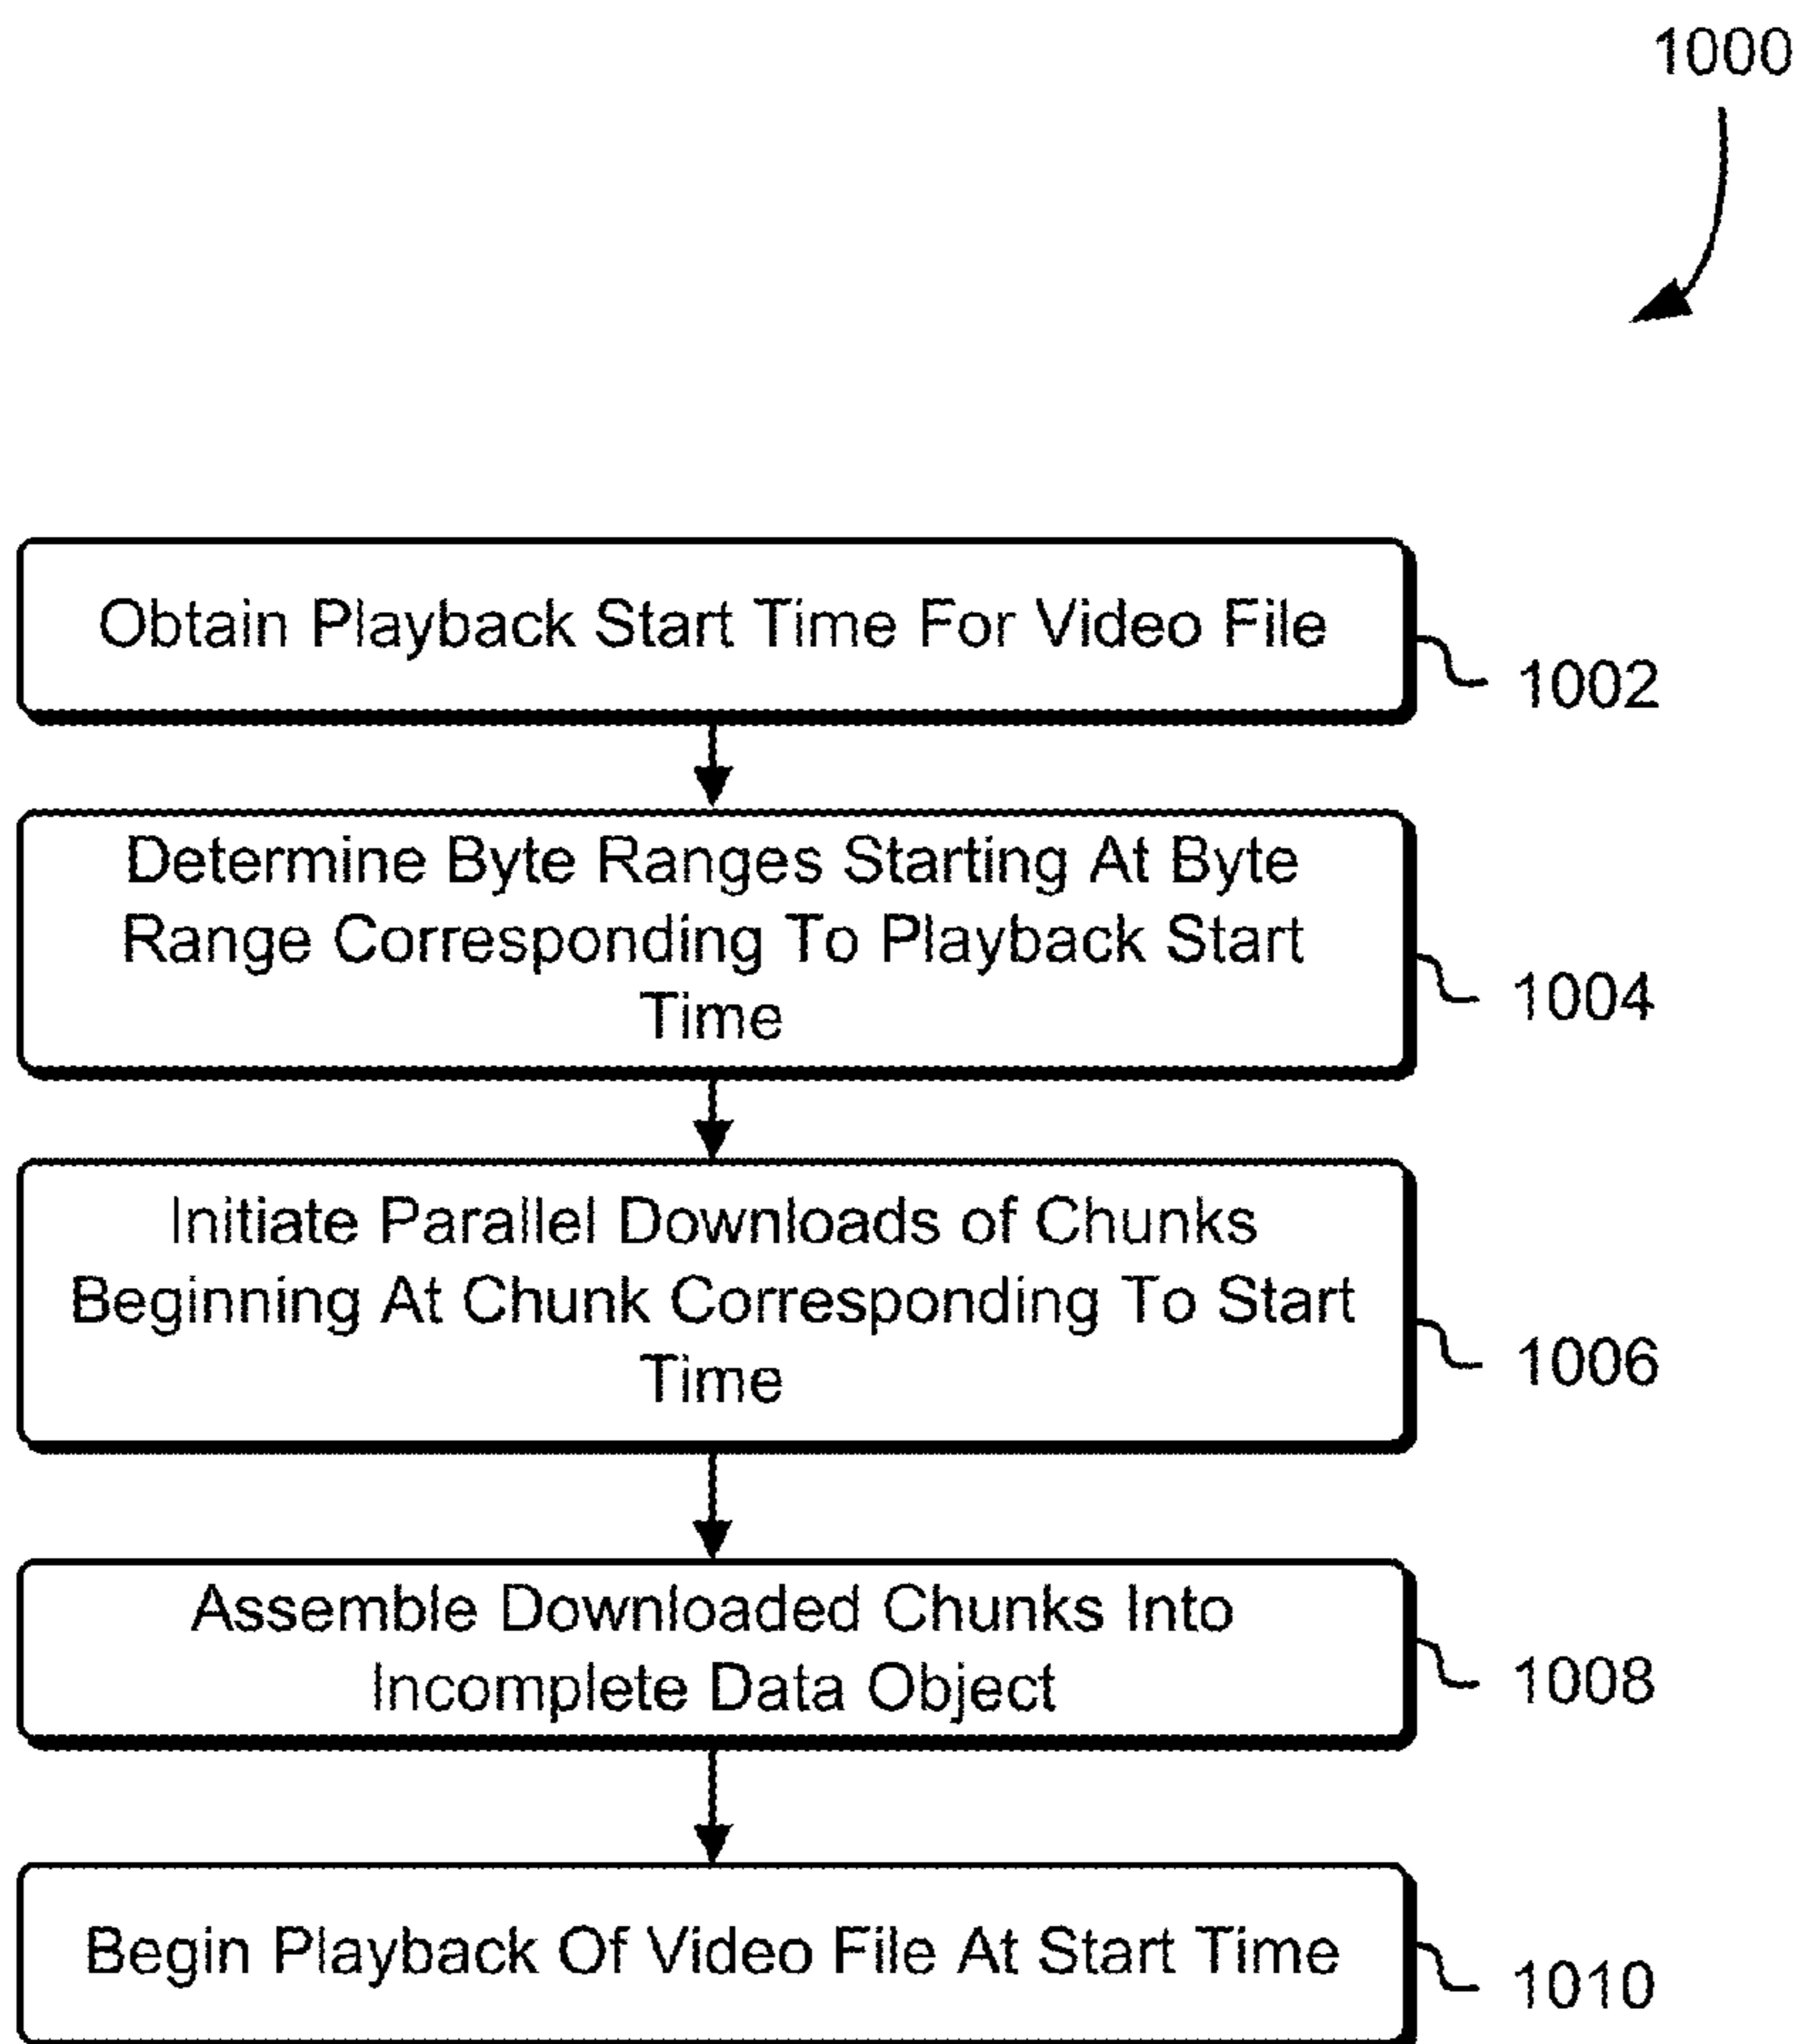 1000
Obtain Playback Start Time For Video File
1002
Determine Byte Ranges Starting At Byte
Range Corresponding To Playback Start
Time
1004
Initiate Parallel Downloads of Chunks
Beginning At Chunk Corresponding To Start
Time
1006
Assemble Downloaded Chunks Into
Incomplete Data Object
1008
Begin Playback Of Video File At Start Time
1010